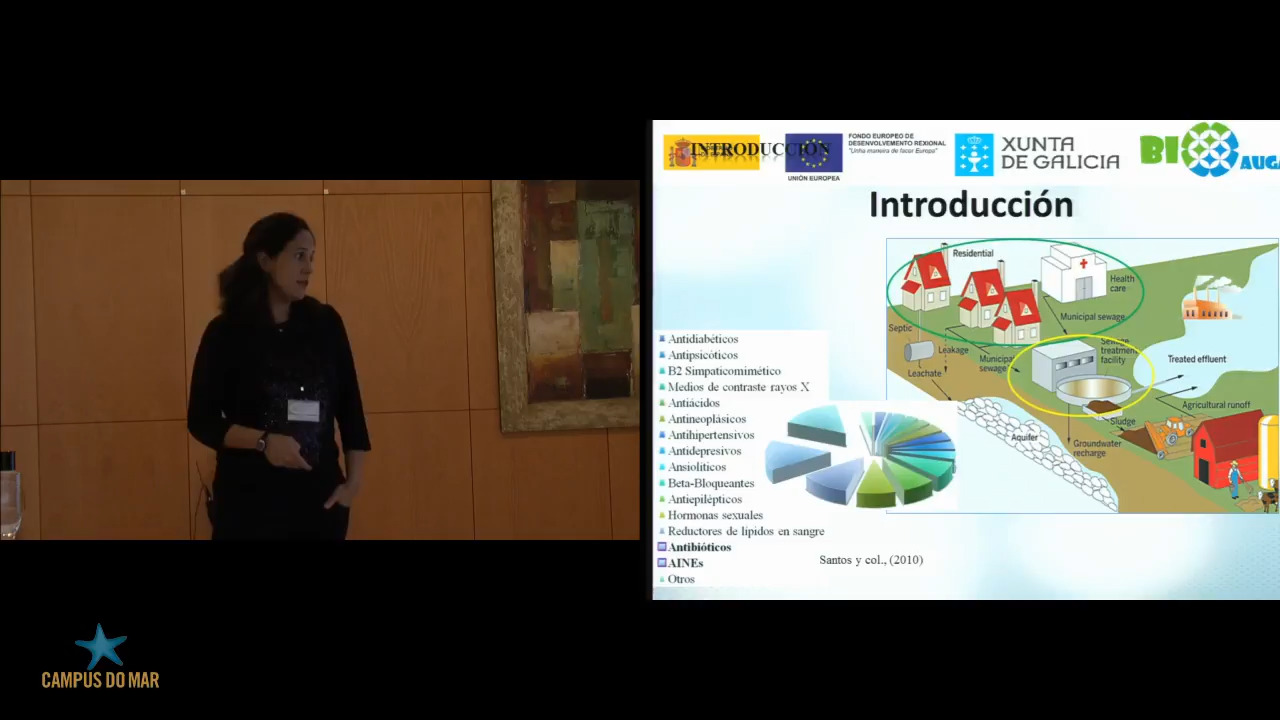 INTRODUCCIÓN
UNIÓN EUROPEA
FONDO EUROPEO DE
DESENVOLVEMENTO REXIONAL
"Unha maneira de facer Europa"
XUNTA
DE GALICIA
BI
AUGA
Introducción
Residential
Health
care
Municipal sewage
Septic
Leakage
Municipal
sewage
Sewage
treatment
facility
Leachate
Treated effluent
Agricultural runoff
Sludge
Aquifer
Groundwater
recharge
Antidiabéticos
Antipsicóticos
B2 Simpaticomimético
Medios de contraste rayos X
Antiácidos
Antineoplásicos
Antihipertensivos
Antidepresivos
Ansiolíticos
Beta-Bloqueantes
Antiepilépticos
Hormonas sexuales
Reductores de lípidos en sangre
Antibióticos
AINEs
Otros
Santos y col., (2010)
CAMPUS DO MAR